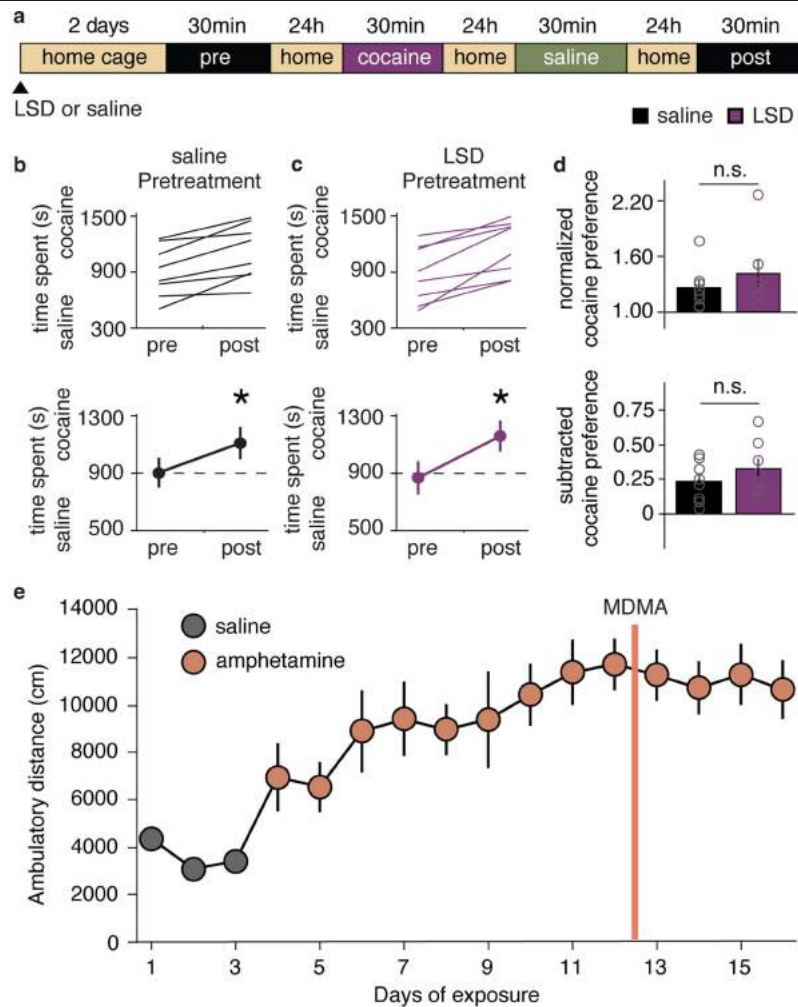 a
2 days 30min 24h 30min 24h 30min 24h 30min
home cage pre home cocaine home saline home post
LSD or saline
saline LSD
b
saline
Pretreatment
time spent (s)
saline cocaine
1500
900
300
pre post
time spent (s)
saline cocaine
1300
900
500
*
pre post
c
LSD
Pretreatment
time spent (s)
saline cocaine
1500
900
300
pre post
time spent (s)
saline cocaine
1300
900
500
*
pre post
d
normalized
cocaine preference
2.20
1.60
1.00
n.s.
subtracted
cocaine preference
0.75
0.50
0.25
0
n.s.
e
Ambulatory distance (cm)
14000
12000
10000
8000
6000
4000
2000
0
saline
amphetamine
MDMA
1 3 5 7 9 11 13 15
Days of exposure